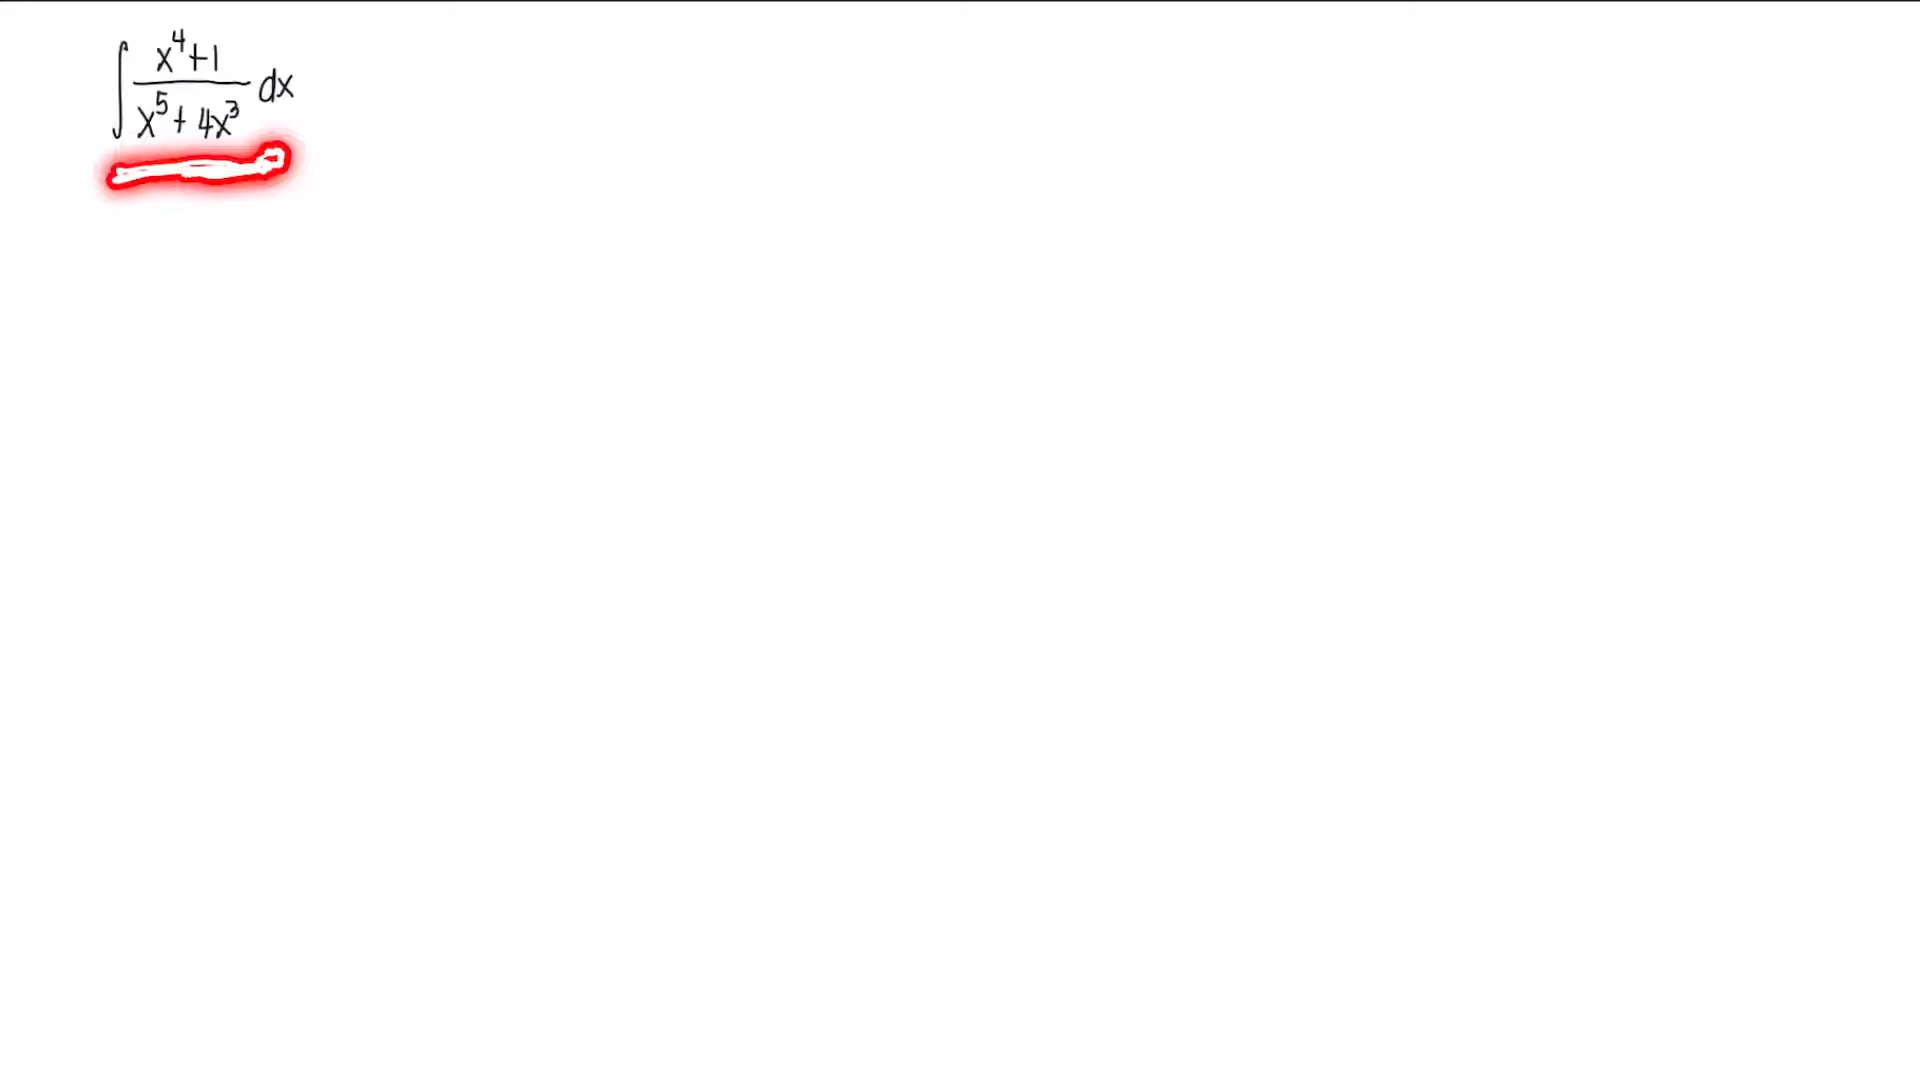 ∫ x⁴+1 / x⁵+4x³ dx